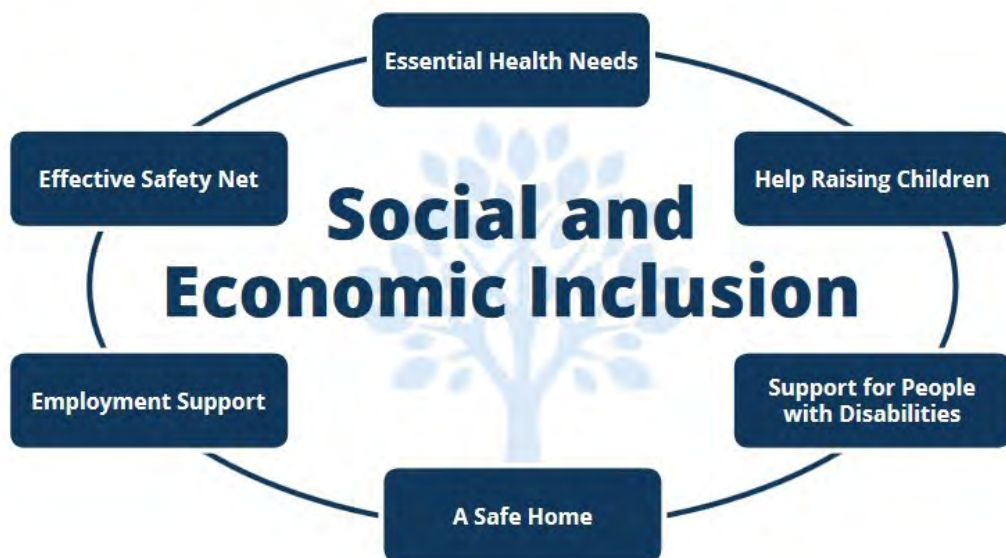 Essential Health Needs
Effective Safety Net
Help Raising Children
Social and
Economic Inclusion
Employment Support
Support for People
with Disabilities
A Safe Home